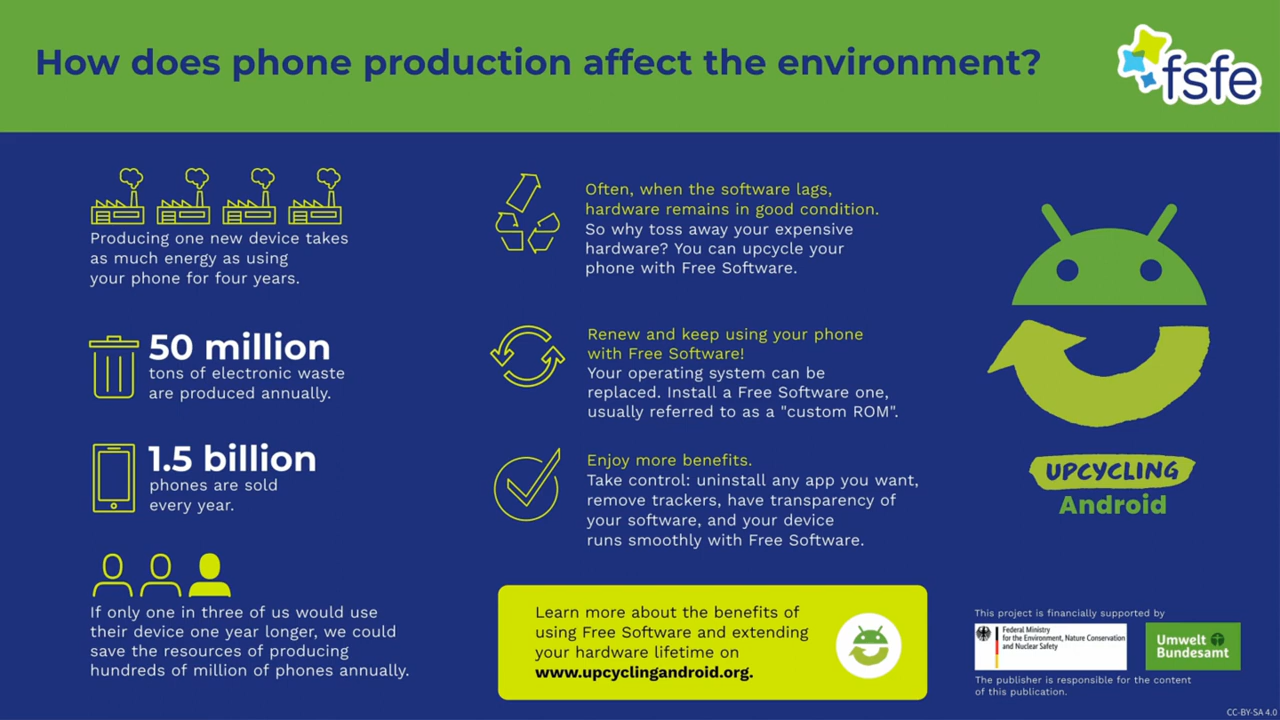 How does phone production affect the environment?
fsfe
Producing one new device takes
as much energy as using
your phone for four years.
50 million
tons of electronic waste
are produced annually.
1.5 billion
phones are sold
every year.
If only one in three of us would use
their device one year longer, we could
save the resources of producing
hundreds of million of phones annually.
Often, when the software lags,
hardware remains in good condition.
So why toss away your expensive
hardware? You can upcycle your
phone with Free Software.
Renew and keep using your phone
with Free Software!
Your operating system can be
replaced. Install a Free Software one,
usually referred to as a "custom ROM".
Enjoy more benefits.
Take control: uninstall any app you want,
remove trackers, have transparency of
your software, and your device
runs smoothly with Free Software.
Learn more about the benefits of
using Free Software and extending
your hardware lifetime on
www.upcyclingandroid.org.
UPCYCLING
Android
This project is financially supported by
Federal Ministry
for the Environment, Nature Conservation
and Nuclear Safety
Umwelt
Bundesamt
The publisher is responsible for the content
of this publication.
CC-BY-SA 4.0